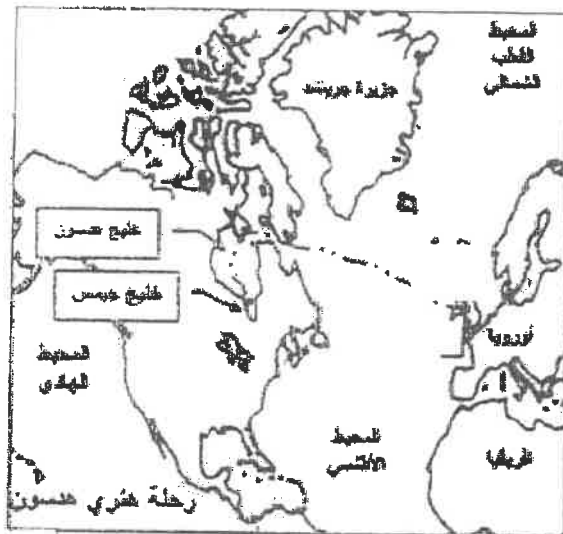 المحيط
القطب
الشمالي
جزيرة جرينلند
خليج هدسون
خليج جيمس
أوروبا
المحيط
الهادي
المحيط
الأطلسي
أفريقيا
رحلة هنري هدسون